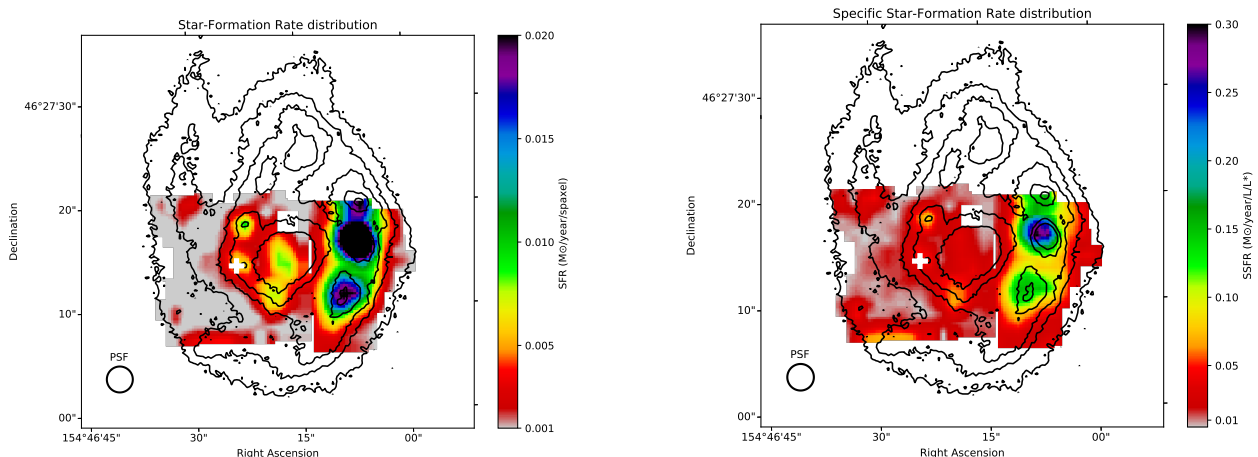 Star-Formation Rate distribution
46°27'30"
20"
10"
00"
Declination
PSF
154°46'45"
30"
15"
00"
Right Ascension
0.020
0.015
0.010
0.005
0.001
SFR (M⊙/year/spaxel)
Specific Star-Formation Rate distribution
46°27'30"
20"
10"
00"
Declination
PSF
154°46'45"
30"
15"
00"
Right Ascension
0.30
0.25
0.20
0.15
0.10
0.05
0.01
SSFR (M⊙/year/L/L*)